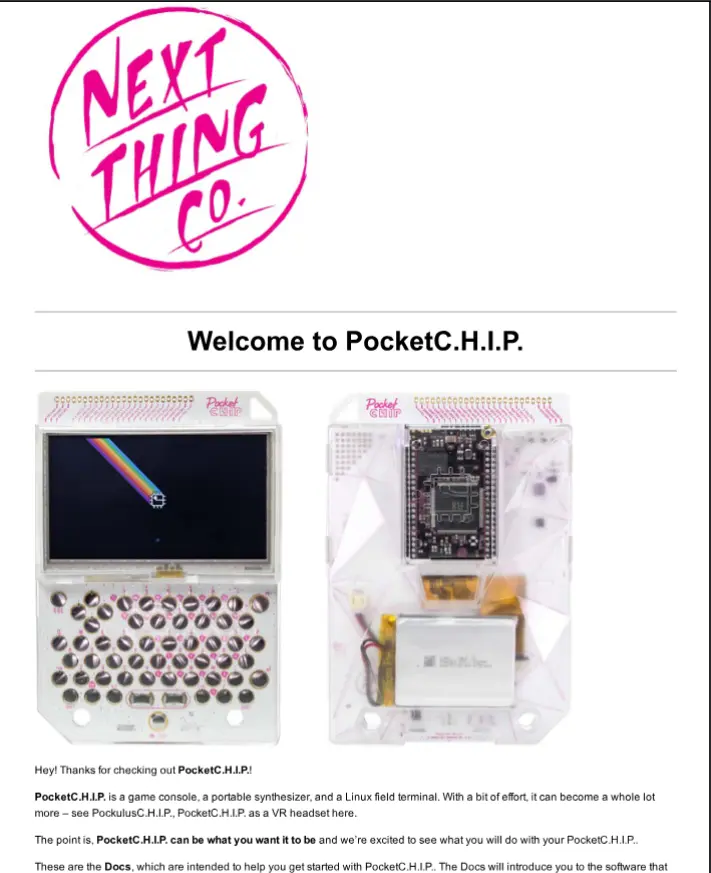 NEXT
THING
CO.
Welcome to PocketC.H.I.P.
Pocket
CHIP
Pocket
CHIP
Hey! Thanks for checking out PocketC.H.I.P.!
PocketC.H.I.P. is a game console, a portable synthesizer, and a Linux field terminal. With a bit of effort, it can become a whole lot
more – see PockulusC.H.I.P., PocketC.H.I.P. as a VR headset here.
The point is, PocketC.H.I.P. can be what you want it to be and we're excited to see what you will do with your PocketC.H.I.P..
These are the Docs, which are intended to help you get started with PocketC.H.I.P.. The Docs will introduce you to the software that